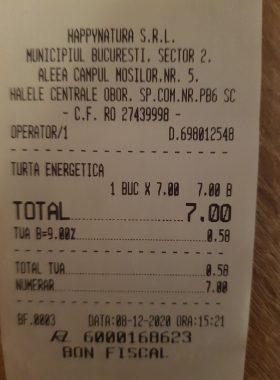 HAPPYNATURA S.R.L.
MUNICIPIUL BUCURESTI, SECTOR 2,
ALEEA CAMPUL MOSILOR,NR. 5,
HALELE CENTRALE OBOR, SP.COM.NR.PB6 SC
- C.F. RO 27439998 -
OPERATOR/1 D.698012548
TURTA ENERGETICA
1 BUC X 7.00 7.00 B
TOTAL 7.00
TVA B=9.00% 0.58
TOTAL TVA 0.58
NUMERAR 7.00
BF.0003 DATA:08-12-2020 ORA:15:21
6000168623
BON FISCAL